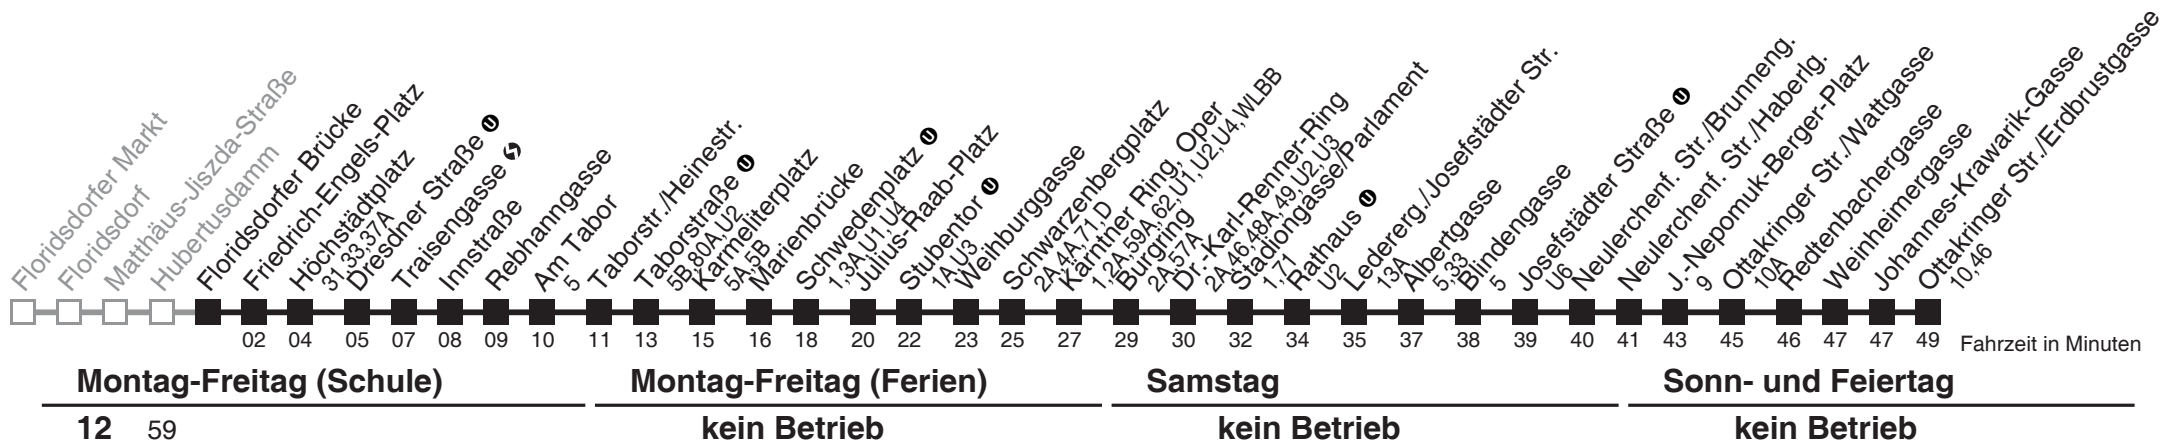 Floridsdorfer Markt
Floridsdorf
Matthäus-Jiszda-Straße
Hubertusdamm
Floridsdorfer Brücke
Friedrich-Engels-Platz
Höchstädtplatz
31,33,37A
Dresdner Straße U
Traisengasse S
Innstraße
Rebhanngasse
Am Tabor
5
Taborstr./Heinestr.
Taborstraße U
5B,80A,U2
Karmeliterplatz
5A,5B
Marienbrücke
Schwedenplatz U
1,3A,U1,U4
Julius-Raab-Platz
Stubentor U
1A,U3
Weihburggasse
Schwarzenbergplatz
2A,4A,71,D
Kärntner Ring, Oper
1,2A,59A,62,U1,U2,U4,WLBB
Burgring
2A,57A
Dr.-Karl-Renner-Ring
2A,46,48A,49,U2,U3
Stadiongasse/Parlament
1,71
Rathaus U
U2
Ledererg./Josefstädter Str.
13A
Albertgasse
5,33
Blindengasse
5
Josefstädter Straße U
U6
Neulerchenf. Str./Brunneng.
Neulerchenf. Str./Haberlg.
J.-Nepomuk-Berger-Platz
9
Ottakringer Str./Wattgasse
10A
Redtenbachergasse
Weinheimergasse
Johannes-Krawarik-Gasse
Ottakringer Str./Erdbrustgasse
10,46
02 04 05 07 08 09 10 11 13 15 16 18 20 22 23 25 27 29 30 32 34 35 37 38 39 40 41 43 45 46 47 47 49 Fahrzeit in Minuten
Montag-Freitag (Schule) Montag-Freitag (Ferien) Samstag Sonn- und Feiertag
12 59 kein Betrieb kein Betrieb kein Betrieb